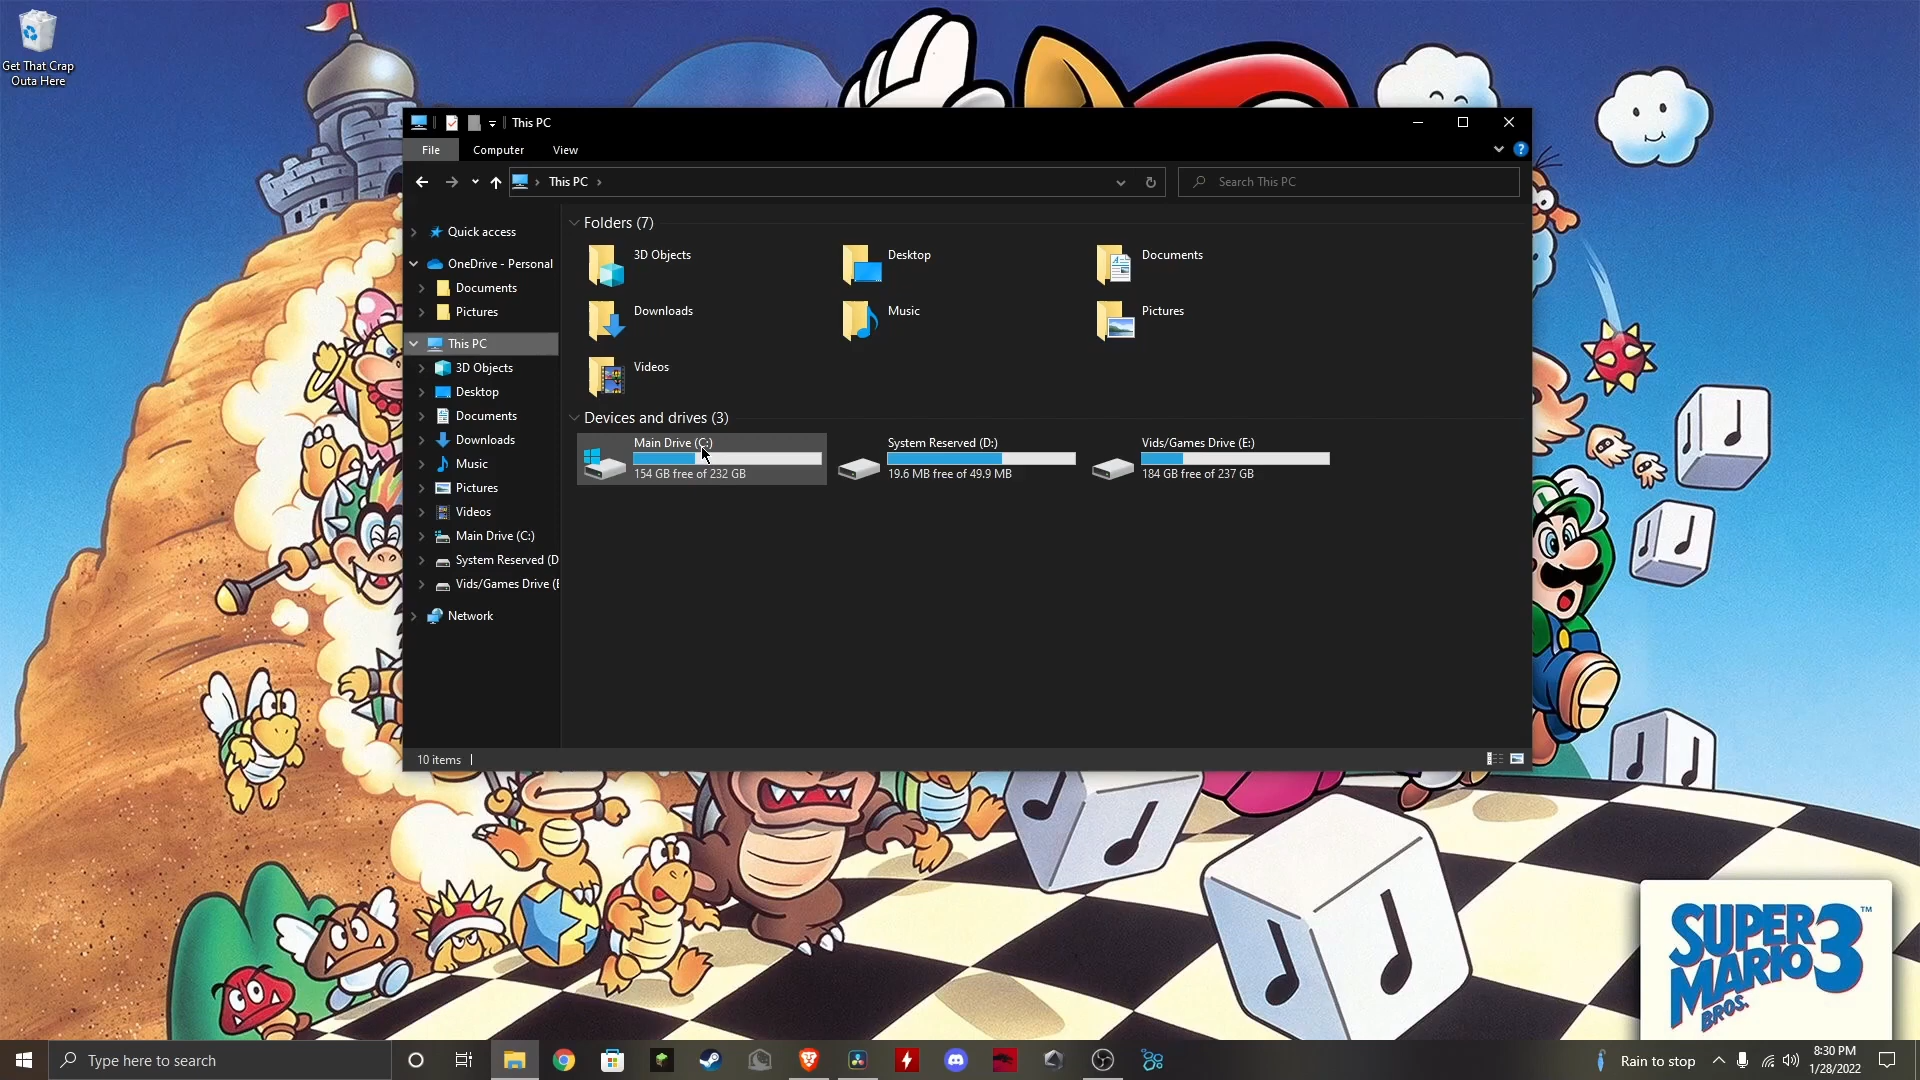 Get That Crap
Outa Here
This PC
File
Computer
View
This PC
Search This PC
Quick access
OneDrive - Personal
Documents
Pictures
This PC
3D Objects
Desktop
Documents
Downloads
Music
Pictures
Videos
Main Drive (C:)
System Reserved (D
Vids/Games Drive (E
Network
Folders (7)
3D Objects
Desktop
Documents
Downloads
Music
Pictures
Videos
Devices and drives (3)
Main Drive (C:)
154 GB free of 232 GB
System Reserved (D:)
19.6 MB free of 49.9 MB
Vids/Games Drive (E:)
184 GB free of 237 GB
10 items
SUPER
MARIO 3™
BROS.
Type here to search
Rain to stop
8:30 PM
1/28/2022